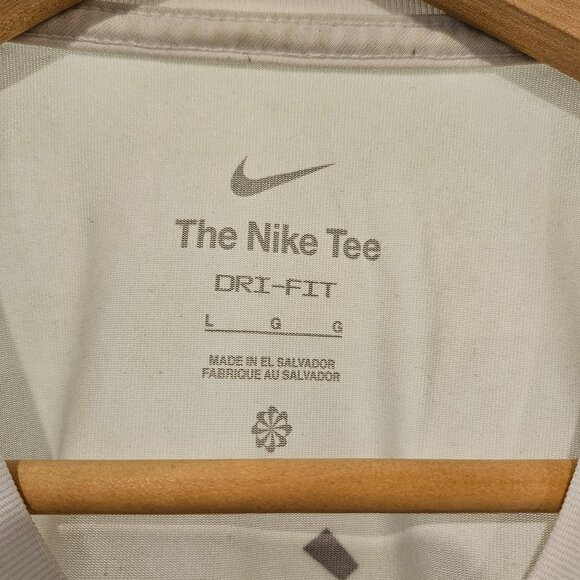 The Nike Tee
DRI-FIT
L G G
MADE IN EL SALVADOR
FABRIQUE AU SALVADOR